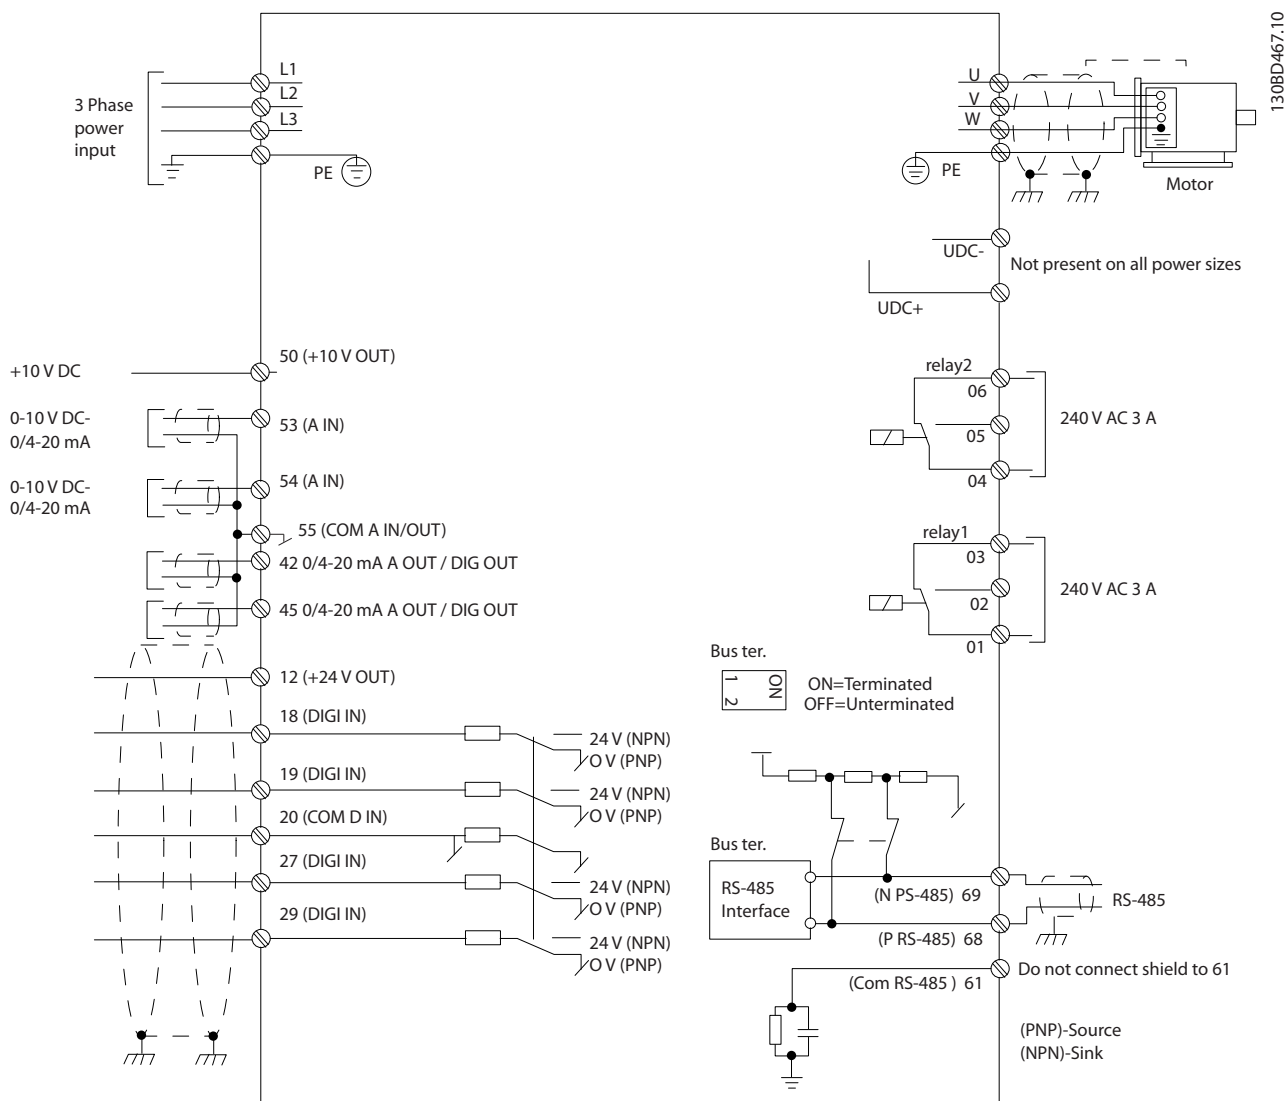 130BD467.10
L1
L2
L3
3 Phase
power
input
PE
U
V
W
PE
Motor
UDC-
Not present on all power sizes
UDC+
+10 V DC
50 (+10 V OUT)
0-10 V DC-
0/4-20 mA
53 (A IN)
0-10 V DC-
0/4-20 mA
54 (A IN)
55 (COM A IN/OUT)
42 0/4-20 mA A OUT / DIG OUT
45 0/4-20 mA A OUT / DIG OUT
12 (+24 V OUT)
18 (DIGI IN)
24 V (NPN)
O V (PNP)
19 (DIGI IN)
24 V (NPN)
O V (PNP)
20 (COM D IN)
27 (DIGI IN)
24 V (NPN)
O V (PNP)
29 (DIGI IN)
24 V (NPN)
O V (PNP)
relay2
06
05
04
240 V AC 3 A
relay1
03
02
01
240 V AC 3 A
Bus ter.
1
2
ON
ON=Terminated
OFF=Unterminated
Bus ter.
RS-485
Interface
(N PS-485) 69
RS-485
(P RS-485) 68
(Com RS-485 ) 61
Do not connect shield to 61
(PNP)-Source
(NPN)-Sink